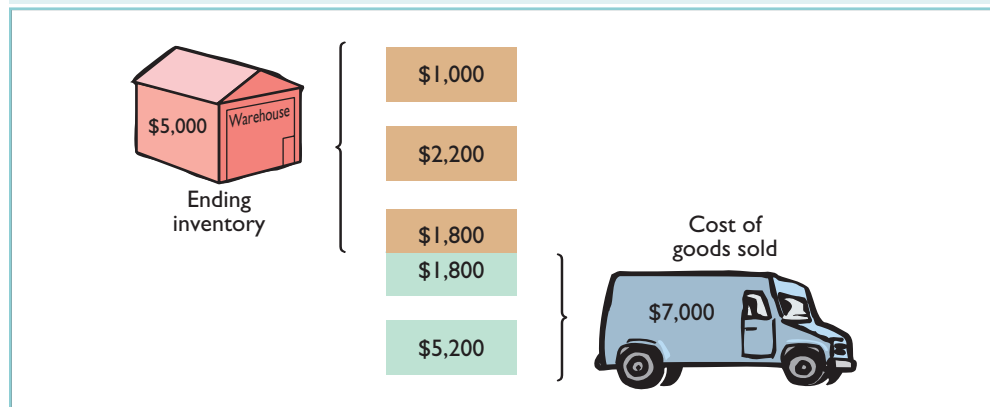 $5,000
Warehouse
Ending
inventory
$1,000
$2,200
$1,800
$1,800
$5,200
Cost of
goods sold
$7,000